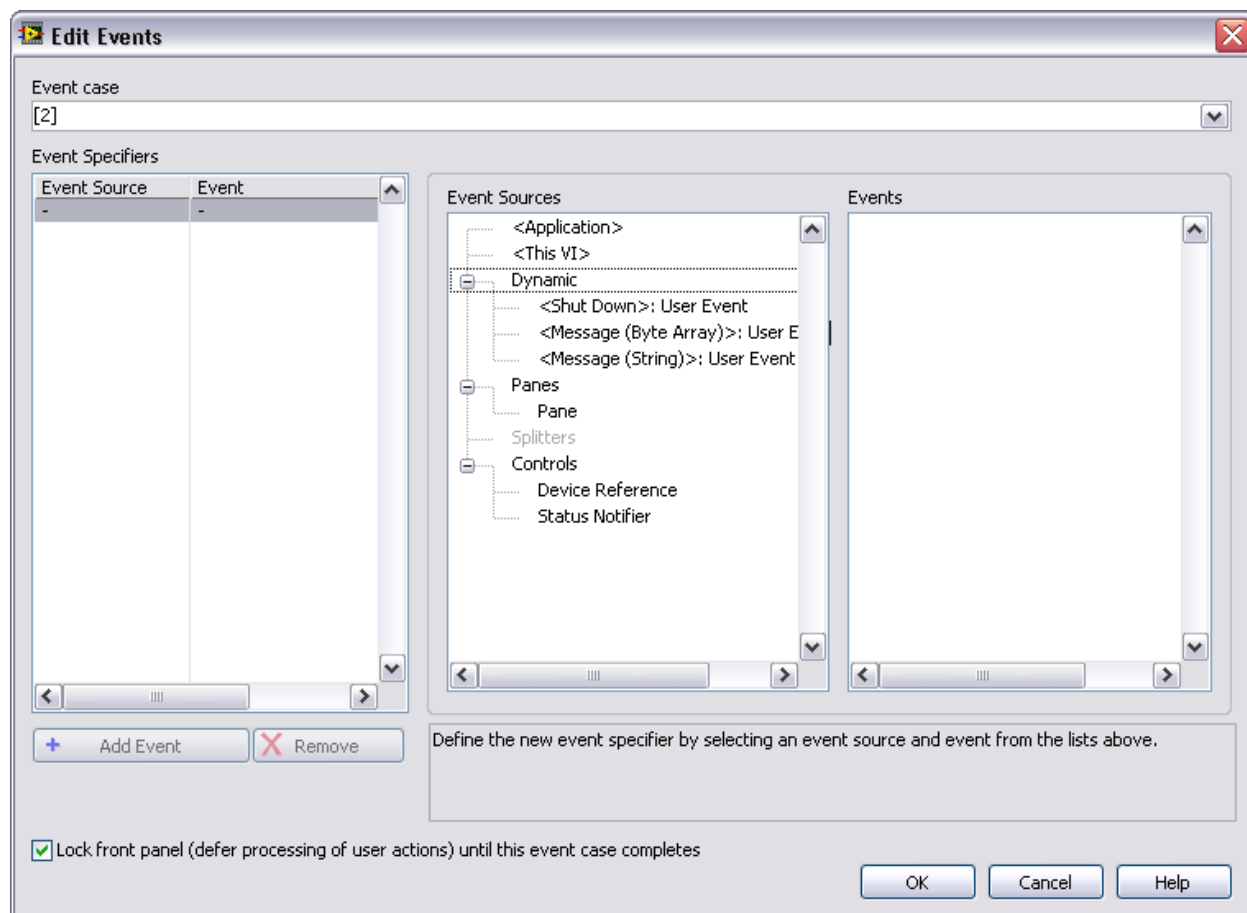 Edit Events
Event case
[2]
Event Specifiers
Event Source Event
- -
Event Sources
<Application>
<This VI>
Dynamic
<Shut Down>: User Event
<Message (Byte Array)>: User E
<Message (String)>: User Event
Panes
Pane
Splitters
Controls
Device Reference
Status Notifier
Events
Add Event
Remove
Define the new event specifier by selecting an event source and event from the lists above.
Lock front panel (defer processing of user actions) until this event case completes
OK Cancel Help